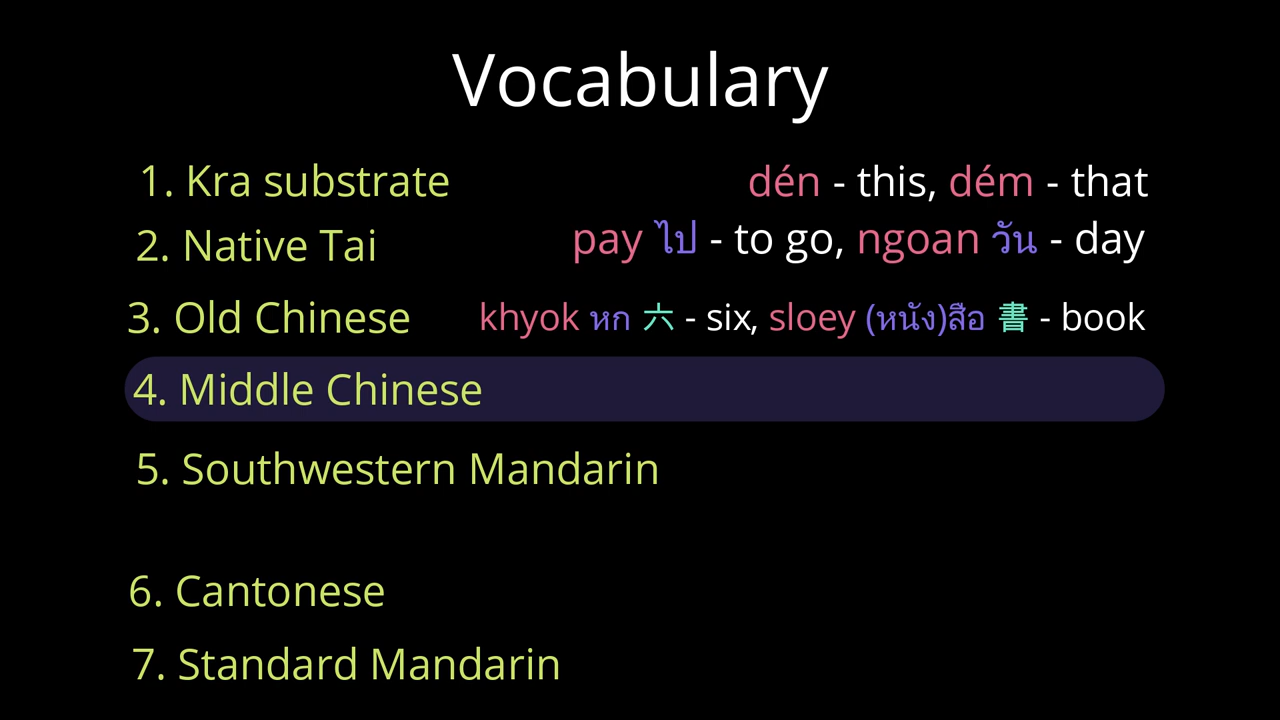 Vocabulary
1. Kra substrate dén - this, dém - that
2. Native Tai pay ไป - to go, ngoan วัน - day
3. Old Chinese khyok หก 六 - six, sloey (หนัง)สือ 書 - book
4. Middle Chinese
5. Southwestern Mandarin
6. Cantonese
7. Standard Mandarin